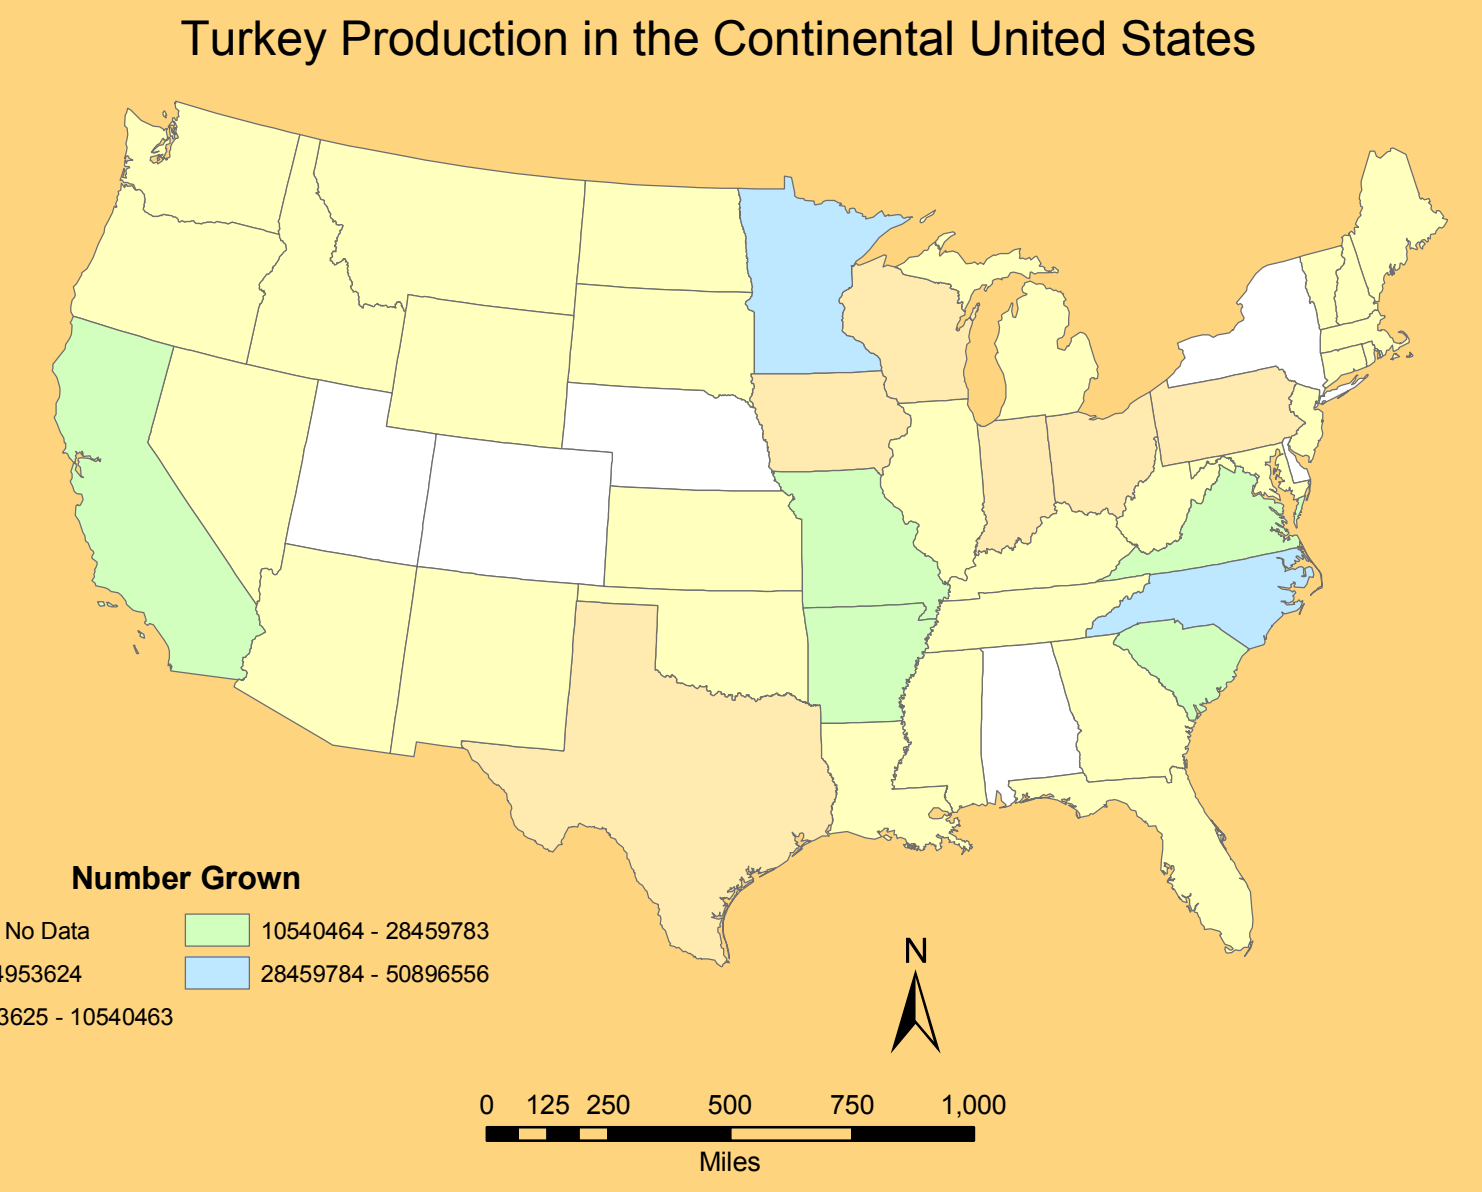 Turkey Production in the Continental United States
Number Grown
No Data
4953624
3625 - 10540463
10540464 - 28459783
28459784 - 50896556
N
0 125 250 500 750 1,000
Miles